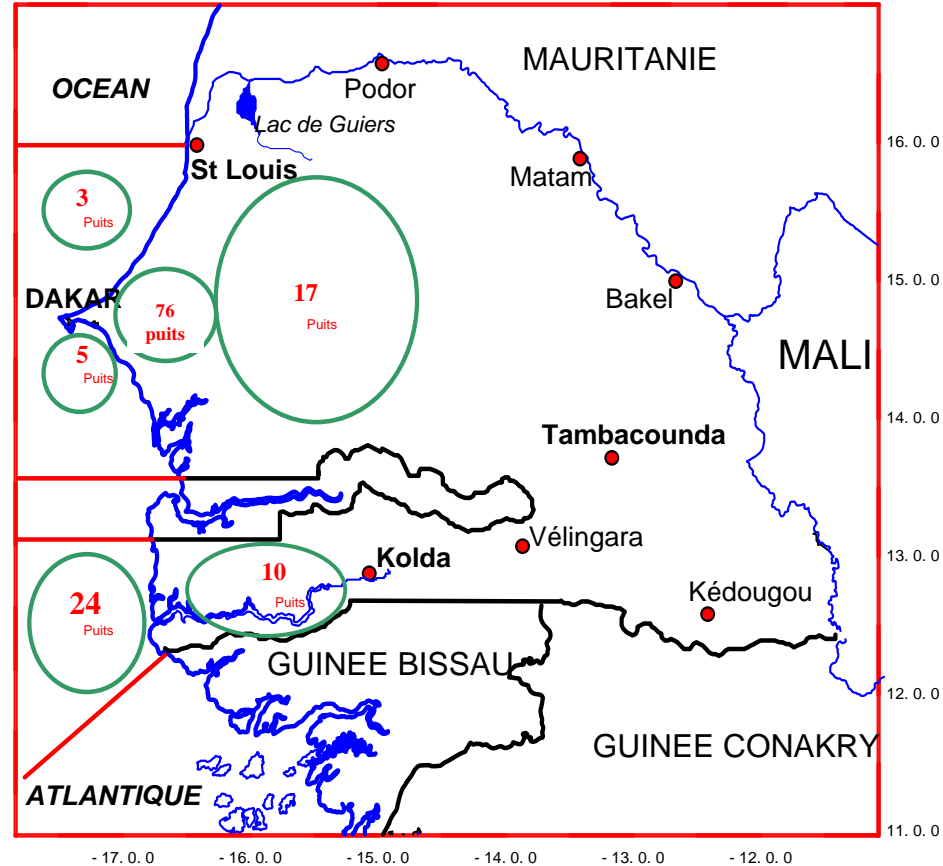 MAURITANIE
OCEAN
Podor
Lac de Guiers
16. 0. 0
St Louis
Matam
3
Puits
17
Puits
15. 0. 0
DAKAR
76
puits
Bakel
5
Puits
MALI
14. 0. 0
Tambacounda
Vélingara
13. 0. 0
Kolda
10
Puits
Kédougou
24
Puits
GUINEE BISSAU
12. 0. 0
GUINEE CONAKRY
ATLANTIQUE
11. 0. 0
-17. 0. 0
-16. 0. 0
-15. 0. 0
-14. 0. 0
-13. 0. 0
-12. 0. 0